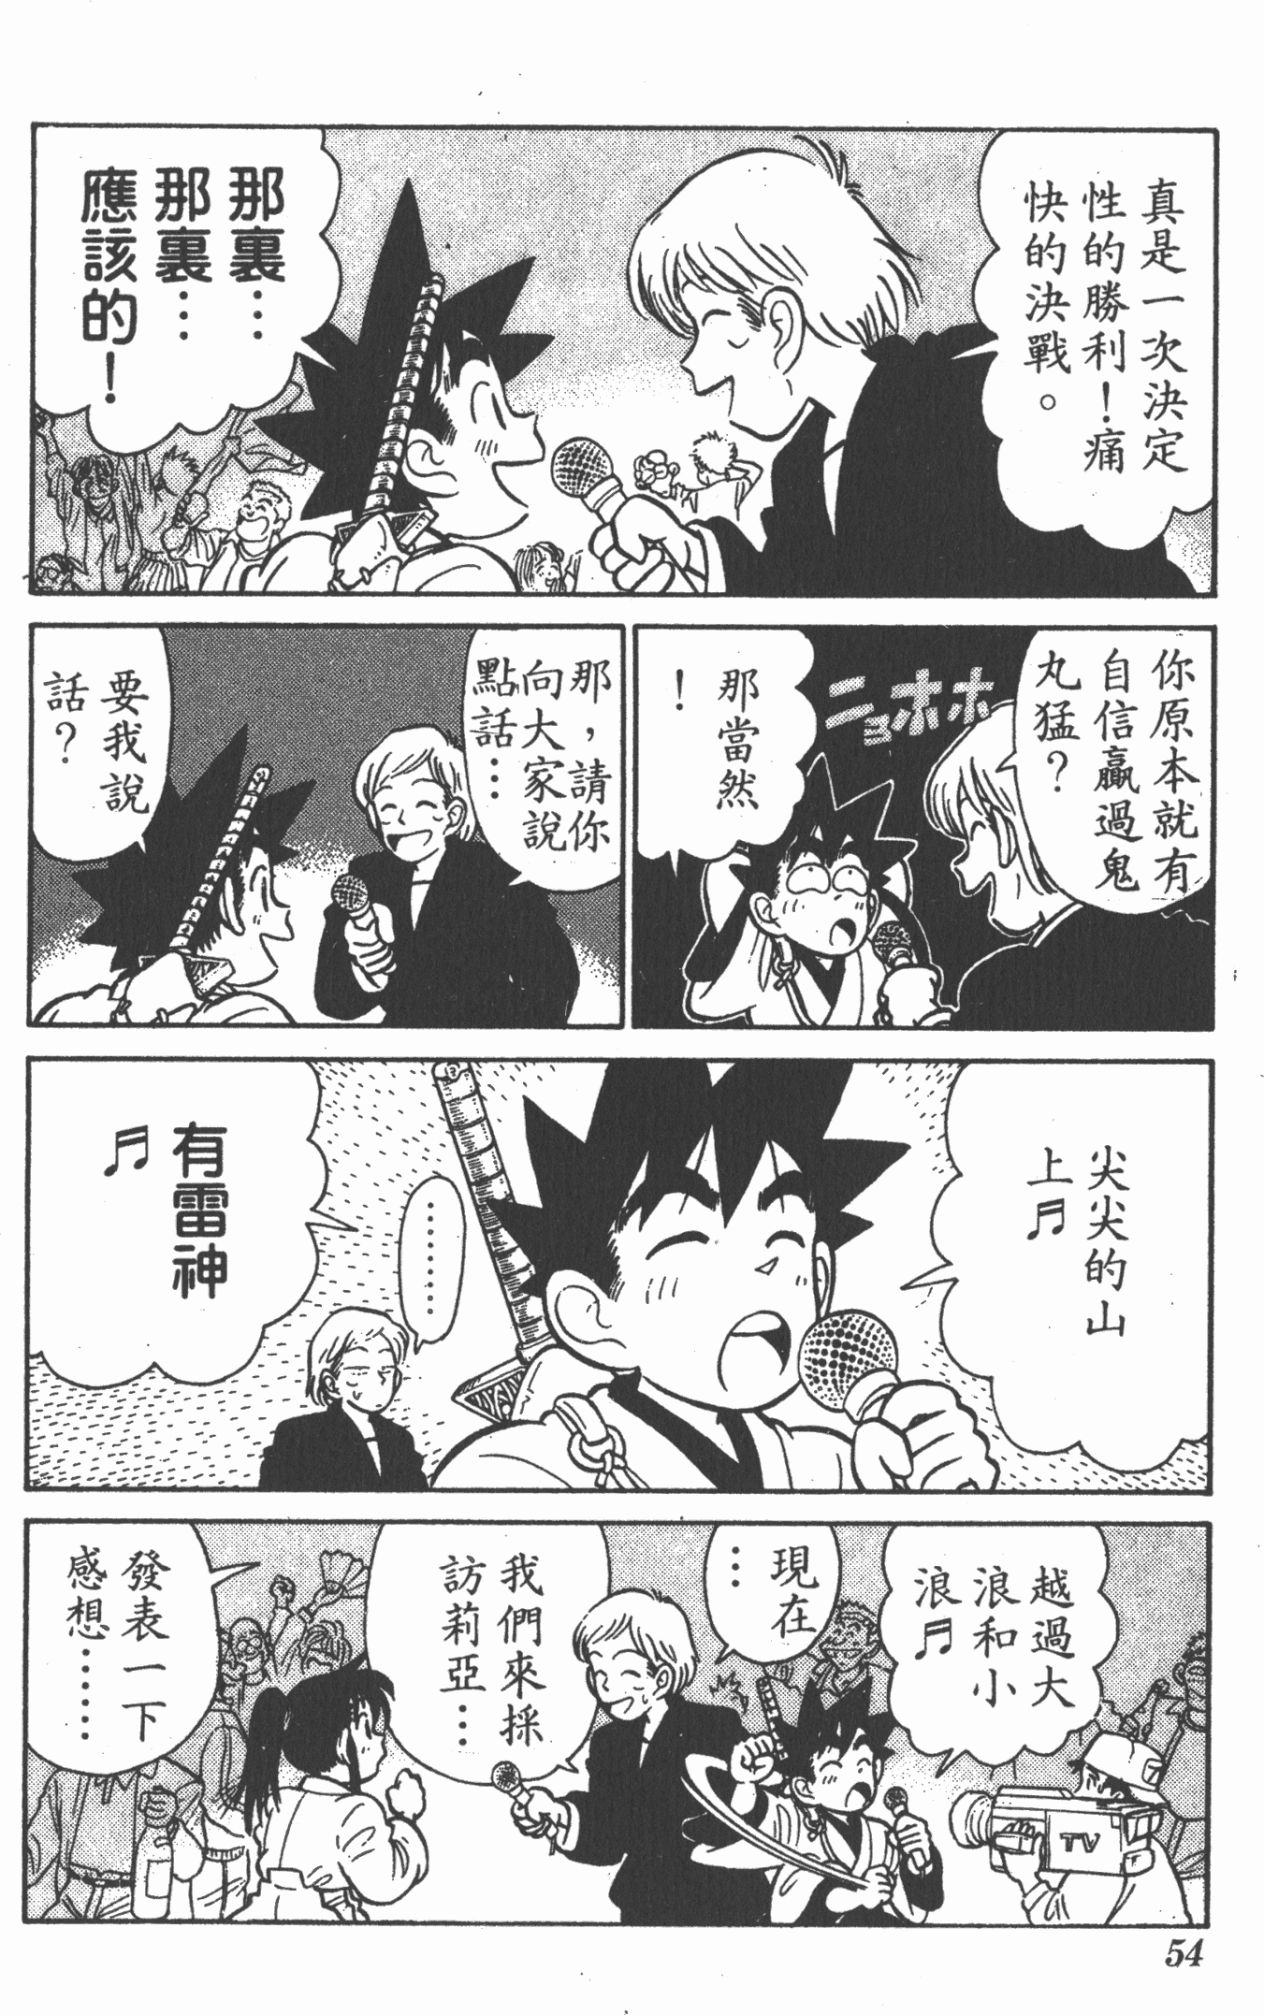 真是一次決定
性的勝利！痛
快的決戰。
那裏…
那裏…
應該的！
你原本就有
自信贏過鬼
丸猛？
ニョホホ
那當然
！
那，請你
向大家說
點話…
要我說
話？
尖尖的山
上♬
………
有雷神
♬
越過大
浪和小
浪♬
TV
現在
…
我們來採
訪莉亞…
發表一下
感想……
54